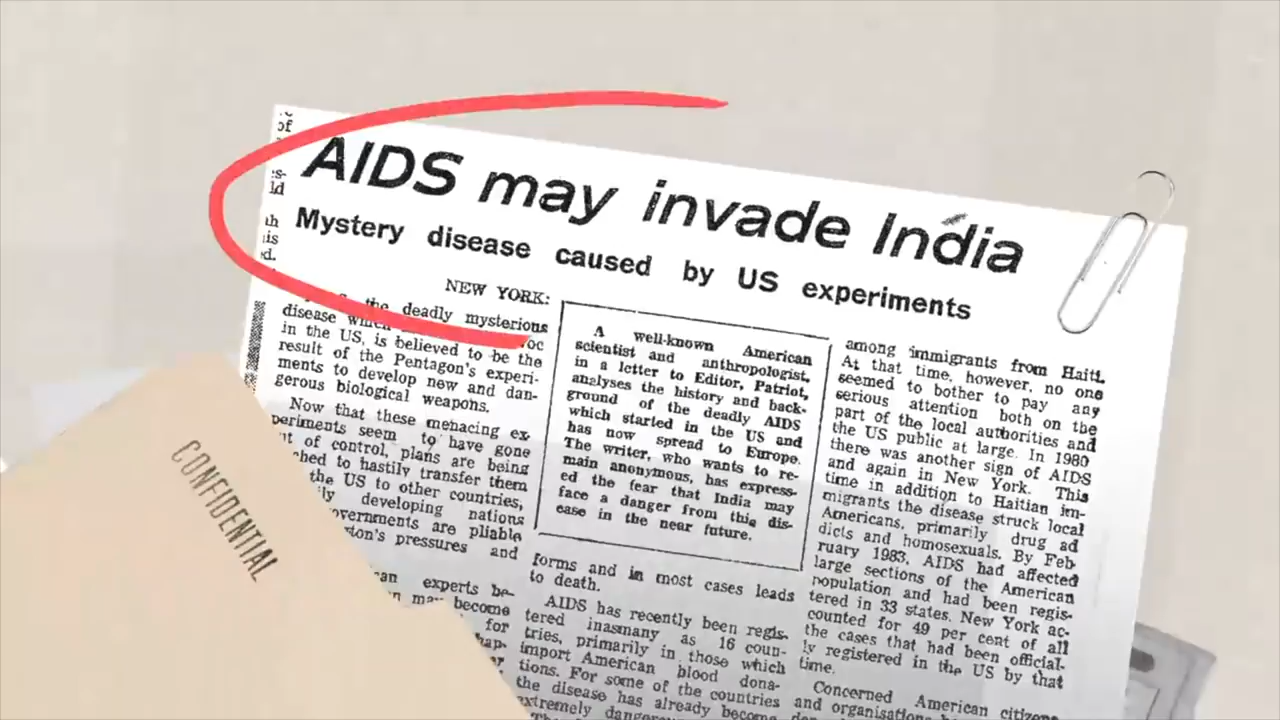 of
AIDS may invade India
Mystery disease caused by US experiments
NEW YORK:
the deadly mysterious
disease
in the US, is believed to be the
result of the Pentagon's experi-
ments to develop new and dan-
gerous biological weapons.
Now that these menacing ex-
periments seem to have gone
of control, plans are being
to hastily transfer them
the US to other countries,
developing nations
governments are pliable
pressures and
experts be-
may become
for
A well-known American
scientist and anthropologist,
in a letter to Editor, Patriot,
analyses the history and back-
ground of the deadly AIDS
which started in the US and
has now spread to Europe.
The writer, who wants to re-
main anonymous, has express-
ed the fear that India may
face a danger from this dis-
ease in the near future.
forms and in most cases leads
to death.
AIDS has recently been regis-
tered inasmany as 16 coun-
tries, primarily in those which
import American blood dona-
tions. For some of the countries
the disease has already become
extremely
among immigrants from Haiti.
At that time, however, no one
seemed to bother to pay any
serious attention both on the
part of the local authorities and
the US public at large. In 1980
there was another sign of AIDS
and again in New York. This
time in addition to Haitian im-
migrants the disease struck local
Americans, primarily drug ad
dicts and homosexuals. By Feb
ruary 1983, AIDS had affected
large sections of the American
population and had been regis-
tered in 33 states. New York ac-
counted for 49 per cent of all
the cases that had been official-
ly registered in the US by that
time.
Concerned American citizens
and organisations
CONFIDENTIAL